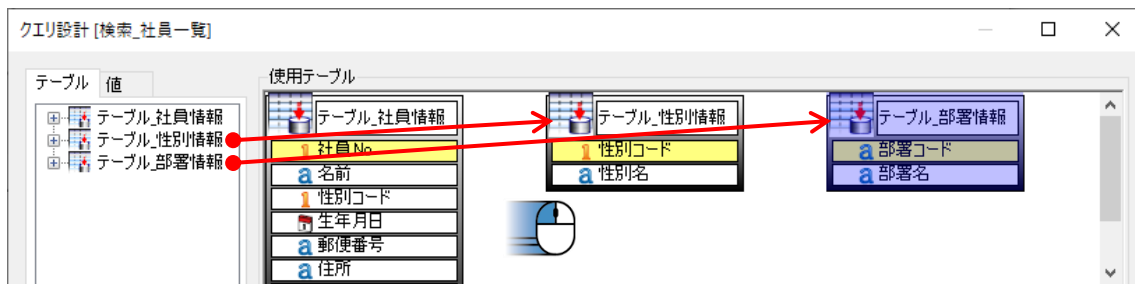 クエリ設計 [検索_社員一覧]
テーブル 値
テーブル_社員情報
テーブル_性別情報
テーブル_部署情報
使用テーブル
テーブル_社員情報
社員No
名前
性別コード
生年月日
郵便番号
住所
テーブル_性別情報
性別コード
性別名
テーブル_部署情報
部署コード
部署名